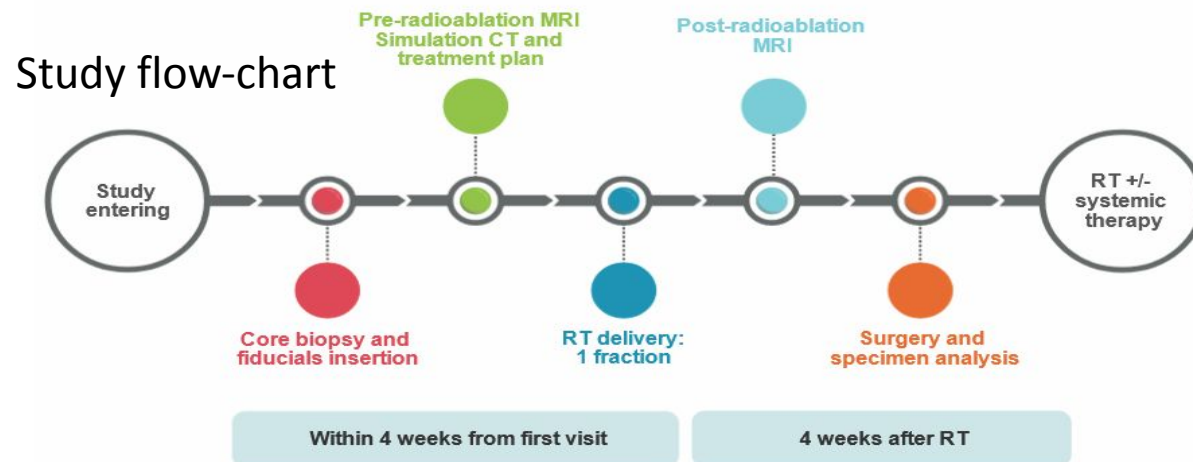 Study flow-chart
Study
entering
Core biopsy and
fiducials insertion
Pre-radioablation MRI
Simulation CT and
treatment plan
RT delivery:
1 fraction
Post-radioablation
MRI
Surgery and
specimen analysis
RT +/-
systemic
therapy
Within 4 weeks from first visit
4 weeks after RT